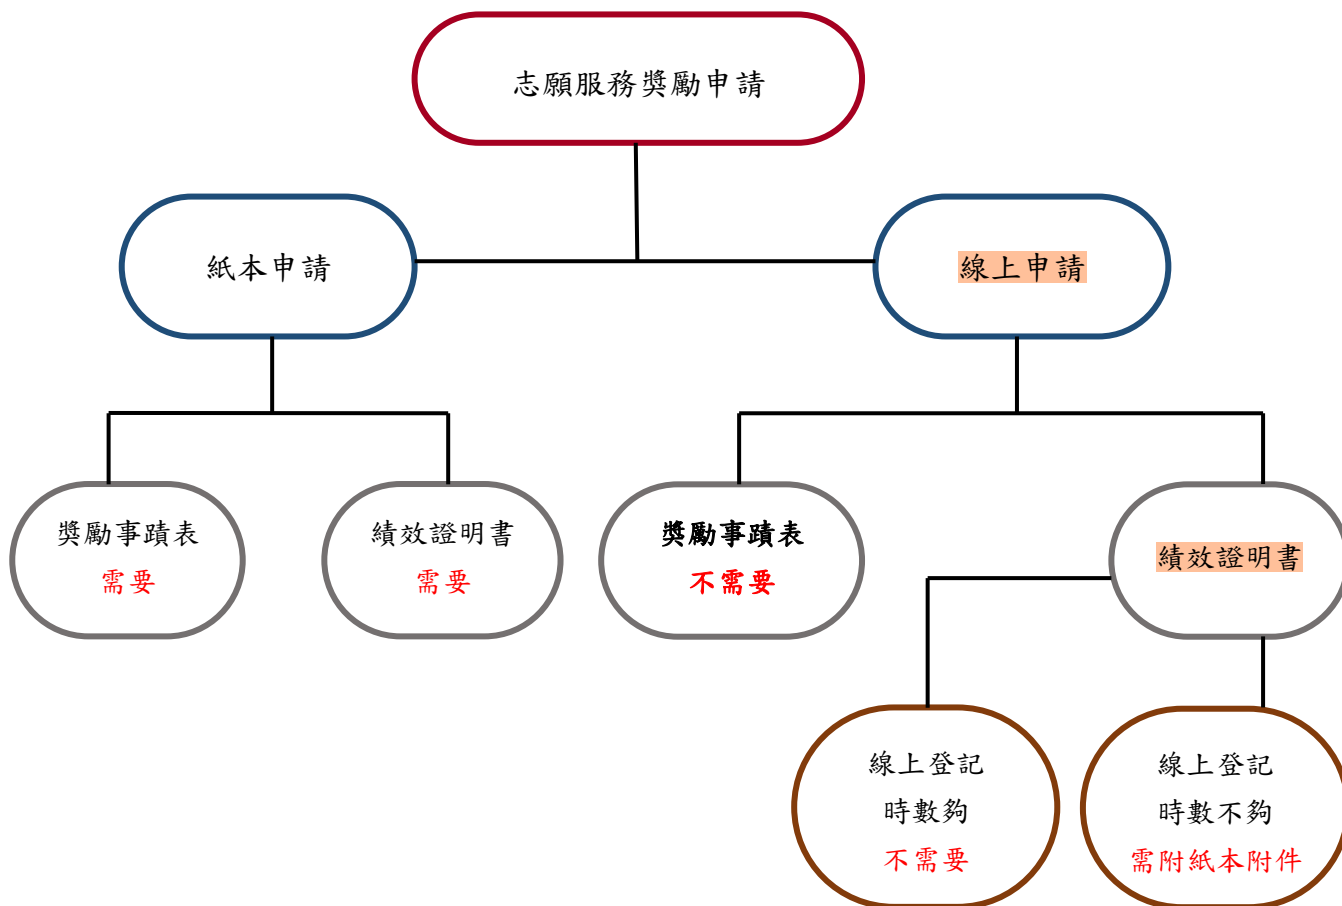 志願服務獎勵申請
紙本申請
線上申請
獎勵事蹟表
需要
績效證明書
需要
獎勵事蹟表
不需要
績效證明書
線上登記
時數夠
不需要
線上登記
時數不夠
需附紙本附件